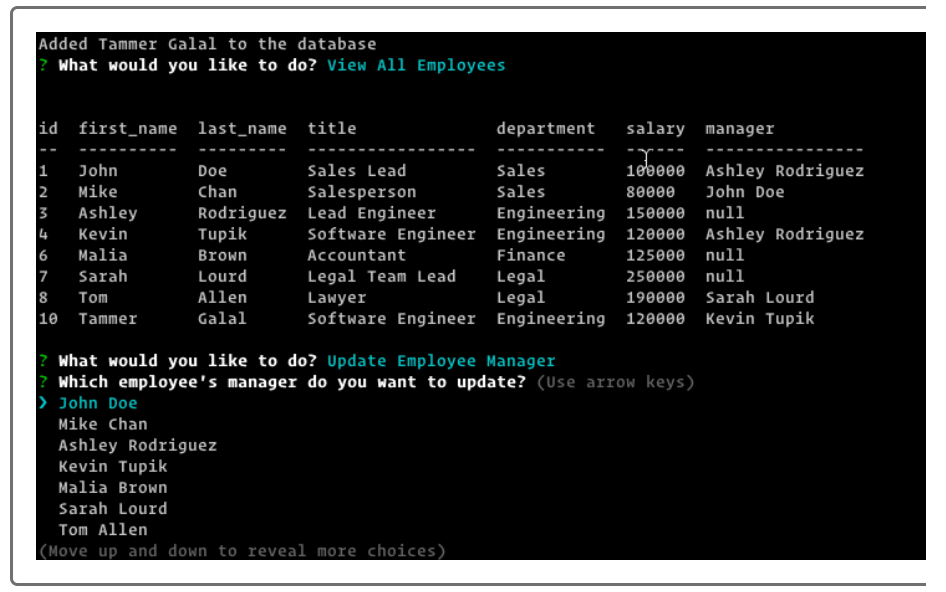 Added Tammer Galal to the database
? What would you like to do? View All Employees
id  first_name  last_name  title              department   salary  manager
--  ----------  ---------  -----------------  -----------  ------  ----------------
1   John        Doe        Sales Lead         Sales        100000  Ashley Rodriguez
2   Mike        Chan       Salesperson        Sales        80000   John Doe
3   Ashley      Rodriguez  Lead Engineer      Engineering  150000  null
4   Kevin       Tupik      Software Engineer  Engineering  120000  Ashley Rodriguez
6   Malia       Brown      Accountant         Finance      125000  null
7   Sarah       Lourd      Legal Team Lead    Legal        250000  null
8   Tom         Allen      Lawyer             Legal        190000  Sarah Lourd
10  Tammer      Galal      Software Engineer  Engineering  120000  Kevin Tupik
? What would you like to do? Update Employee Manager
? Which employee's manager do you want to update? (Use arrow keys)
❯ John Doe
  Mike Chan
  Ashley Rodriguez
  Kevin Tupik
  Malia Brown
  Sarah Lourd
  Tom Allen
(Move up and down to reveal more choices)